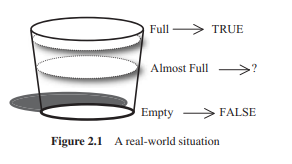 Full → TRUE
Almost Full → ?
Empty → FALSE
Figure 2.1 A real-world situation